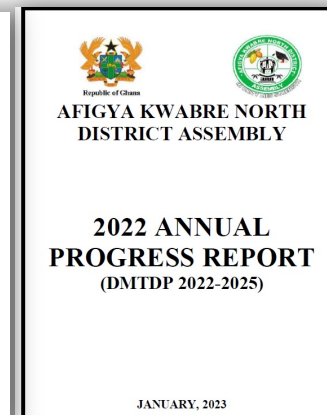 Republic of Ghana
AFIGYA KWABRE NORTH
DISTRICT ASSEMBLY
2022 ANNUAL
PROGRESS REPORT
(DMTDP 2022-2025)
JANUARY, 2023